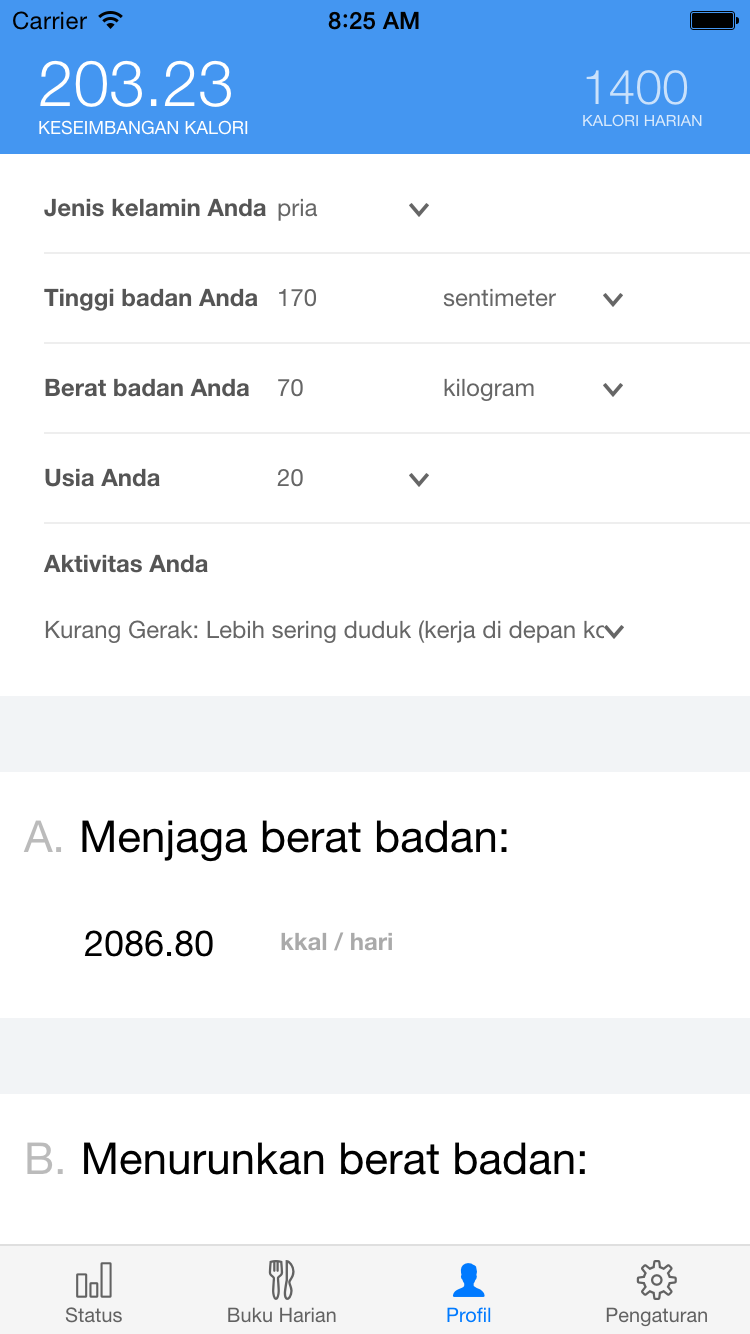 Carrier 8:25 AM
203.23 1400
KESEIMBANGAN KALORI KALORI HARIAN
Jenis kelamin Anda pria
Tinggi badan Anda 170 sentimeter
Berat badan Anda 70 kilogram
Usia Anda 20
Aktivitas Anda
Kurang Gerak: Lebih sering duduk (kerja di depan
A. Menjaga berat badan:
2086.80 kkal / hari
B. Menurunkan berat badan:
Status Buku Harian Profil Pengaturan